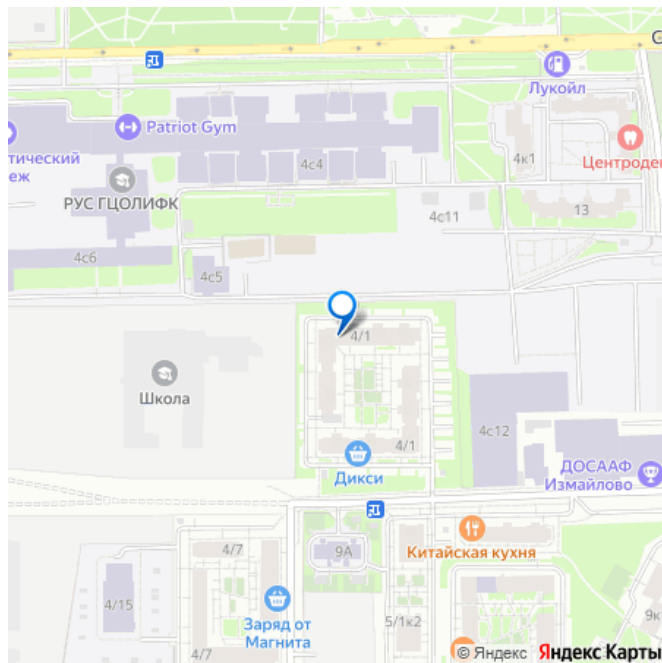 Лукойл
Patriot Gym
тический
еж
4с4
4к1
Центроде
РУС ГЦОЛИФК
4с11
13
4с6
4с5
4/1
Школа
4с12
4/1
ДОСААФ
Измайлово
Дикси
Китайская кухня
4/7
9А
4/15
Заряд от
Магнита
5/1к2
9к
4/7
© Яндекс Яндекс Карты